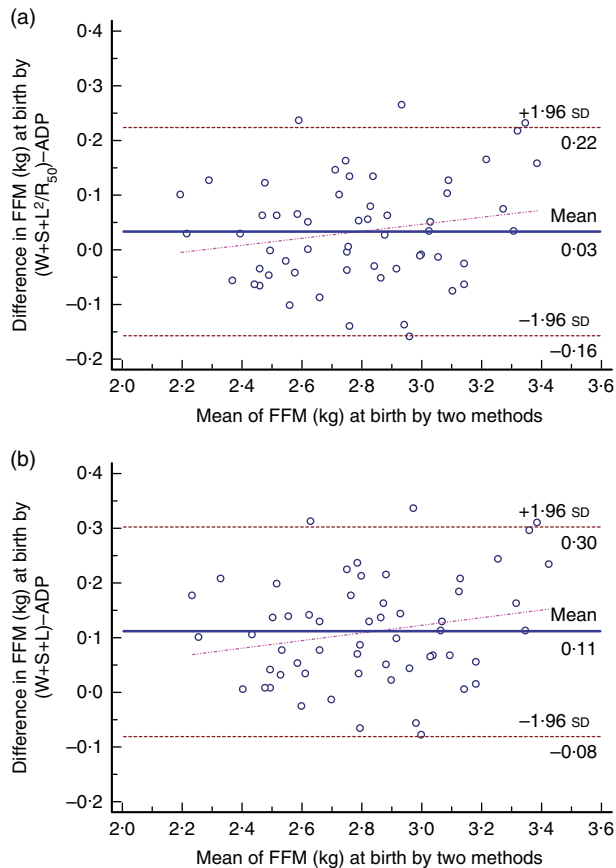 (a)
Difference in FFM (kg) at birth by
(W+S+L²/R₅₀)–ADP
0·4
0·3
0·2
0·1
0·0
–0·1
–0·2
+1·96 SD
0·22
Mean
0·03
–1·96 SD
–0·16
2·0 2·2 2·4 2·6 2·8 3·0 3·2 3·4 3·6
Mean of FFM (kg) at birth by two methods
(b)
Difference in FFM (kg) at birth by
(W+S+L)–ADP
0·4
0·3
0·2
0·1
0·0
–0·1
–0·2
+1·96 SD
0·30
Mean
0·11
–1·96 SD
–0·08
2·0 2·2 2·4 2·6 2·8 3·0 3·2 3·4 3·6
Mean of FFM (kg) at birth by two methods